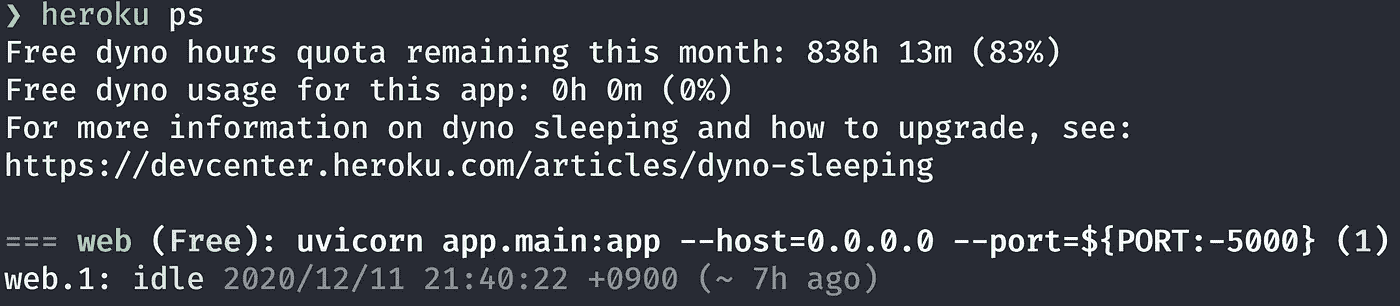 ❯ heroku ps
Free dyno hours quota remaining this month: 838h 13m (83%)
Free dyno usage for this app: 0h 0m (0%)
For more information on dyno sleeping and how to upgrade, see:
https://devcenter.heroku.com/articles/dyno-sleeping
=== web (Free): uvicorn app.main:app --host=0.0.0.0 --port=${PORT:-5000} (1)
web.1: idle 2020/12/11 21:40:22 +0900 (~ 7h ago)